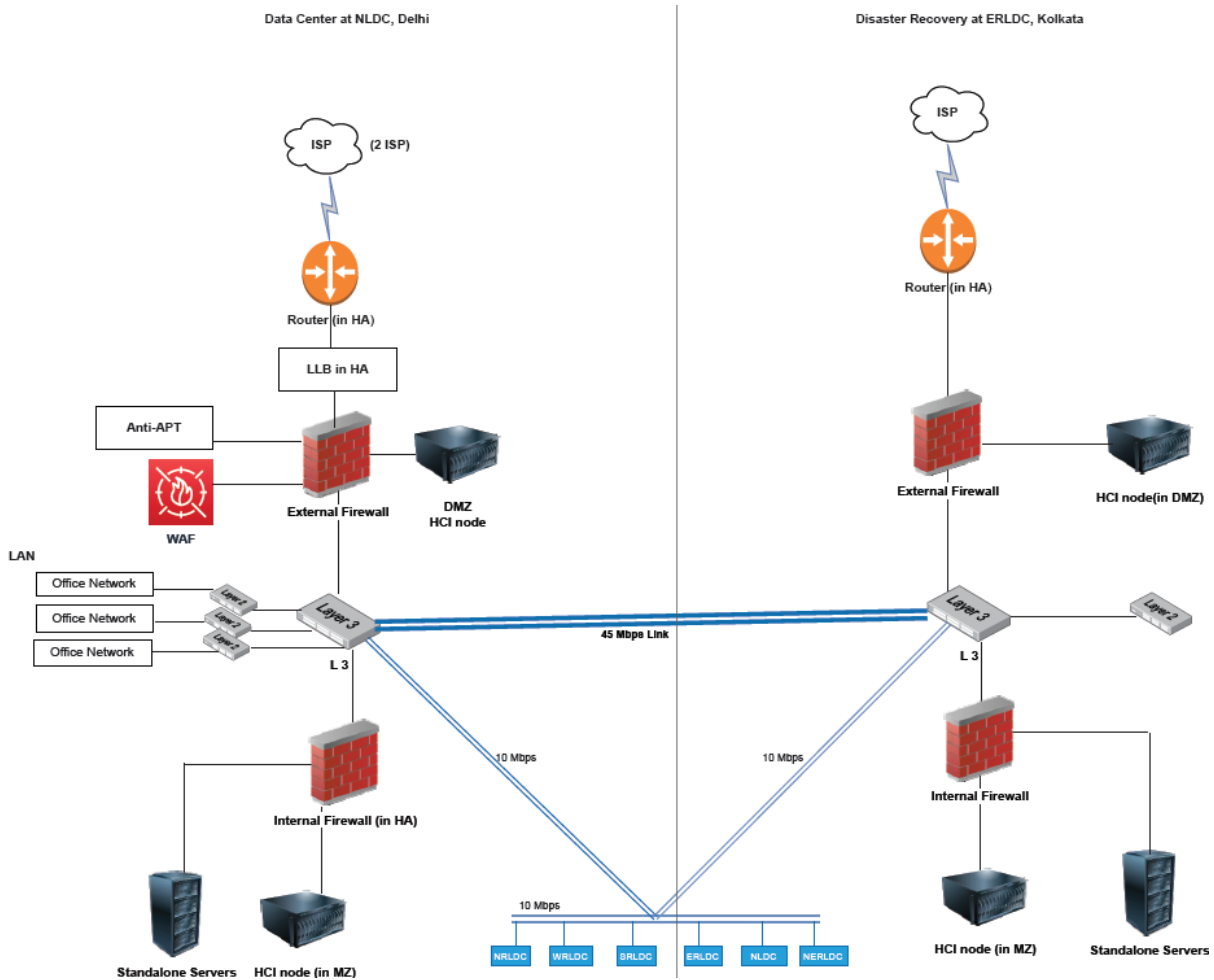 Data Center at NLDC, Delhi
Disaster Recovery at ERLDC, Kolkata
ISP
(2 ISP)
ISP
Router (in HA)
Router (in HA)
LLB in HA
Anti-APT
WAF
External Firewall
DMZ
HCI node
External Firewall
HCI node(in DMZ)
LAN
Office Network
Office Network
Office Network
Layer 2
Layer 2
Layer 2
Layer 3
L 3
45 Mbps Link
Layer 3
L 3
Layer 2
10 Mbps
10 Mbps
Internal Firewall (in HA)
Internal Firewall
Standalone Servers
HCI node (in MZ)
10 Mbps
NRLDC
WRLDC
SRLDC
ERLDC
NLDC
NERLDC
HCI node (in MZ)
Standalone Servers